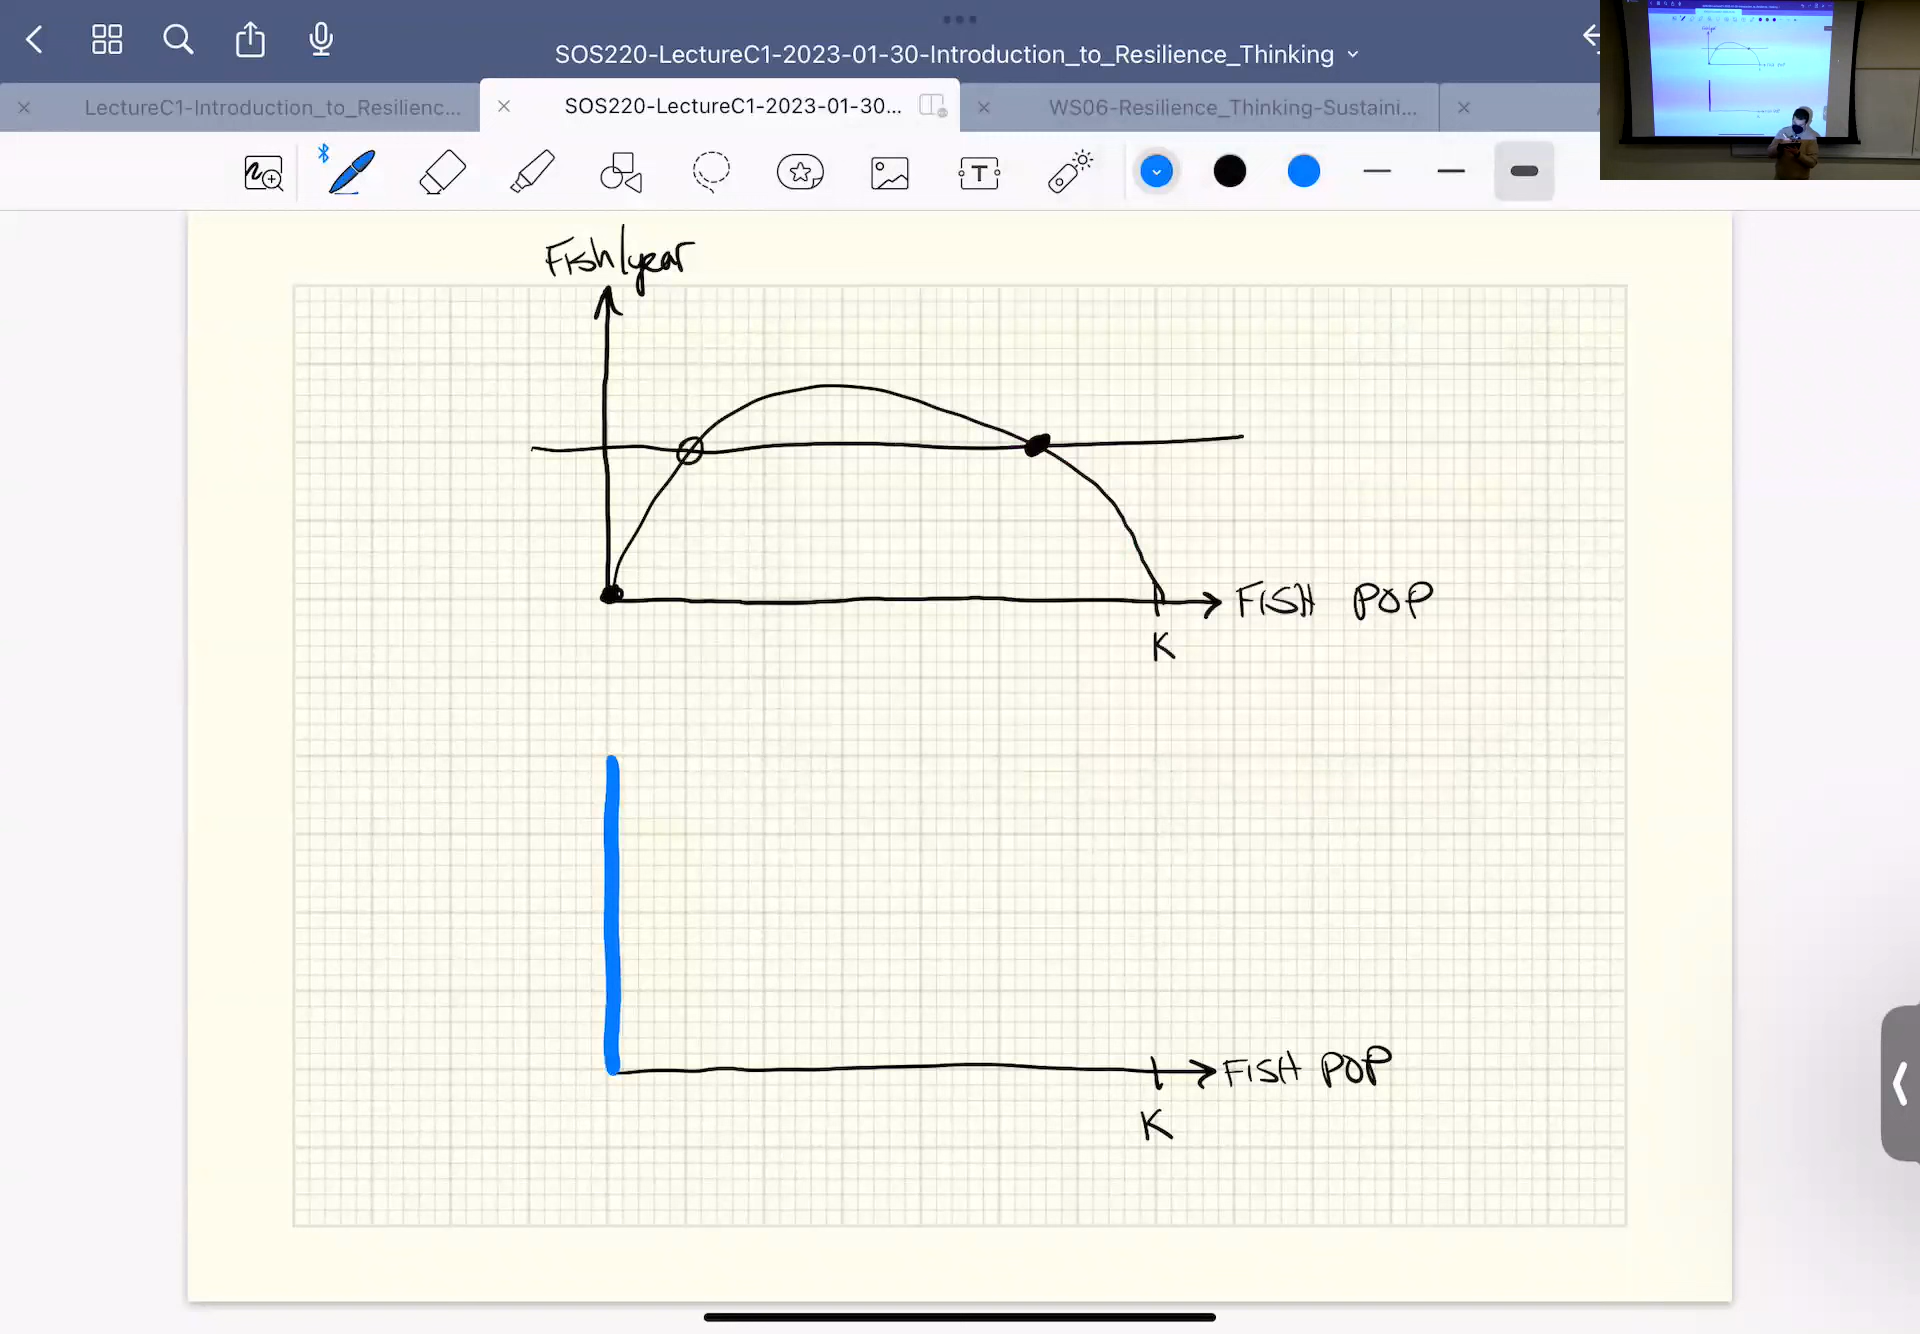 SOS220-LectureC1-2023-01-30-Introduction_to_Resilience_Thinking
LectureC1-Introduction_to_Resilienc...
SOS220-LectureC1-2023-01-30...
WS06-Resilience_Thinking-Sustaini...
T
Fish/year
FISH POP
K
FISH POP
K